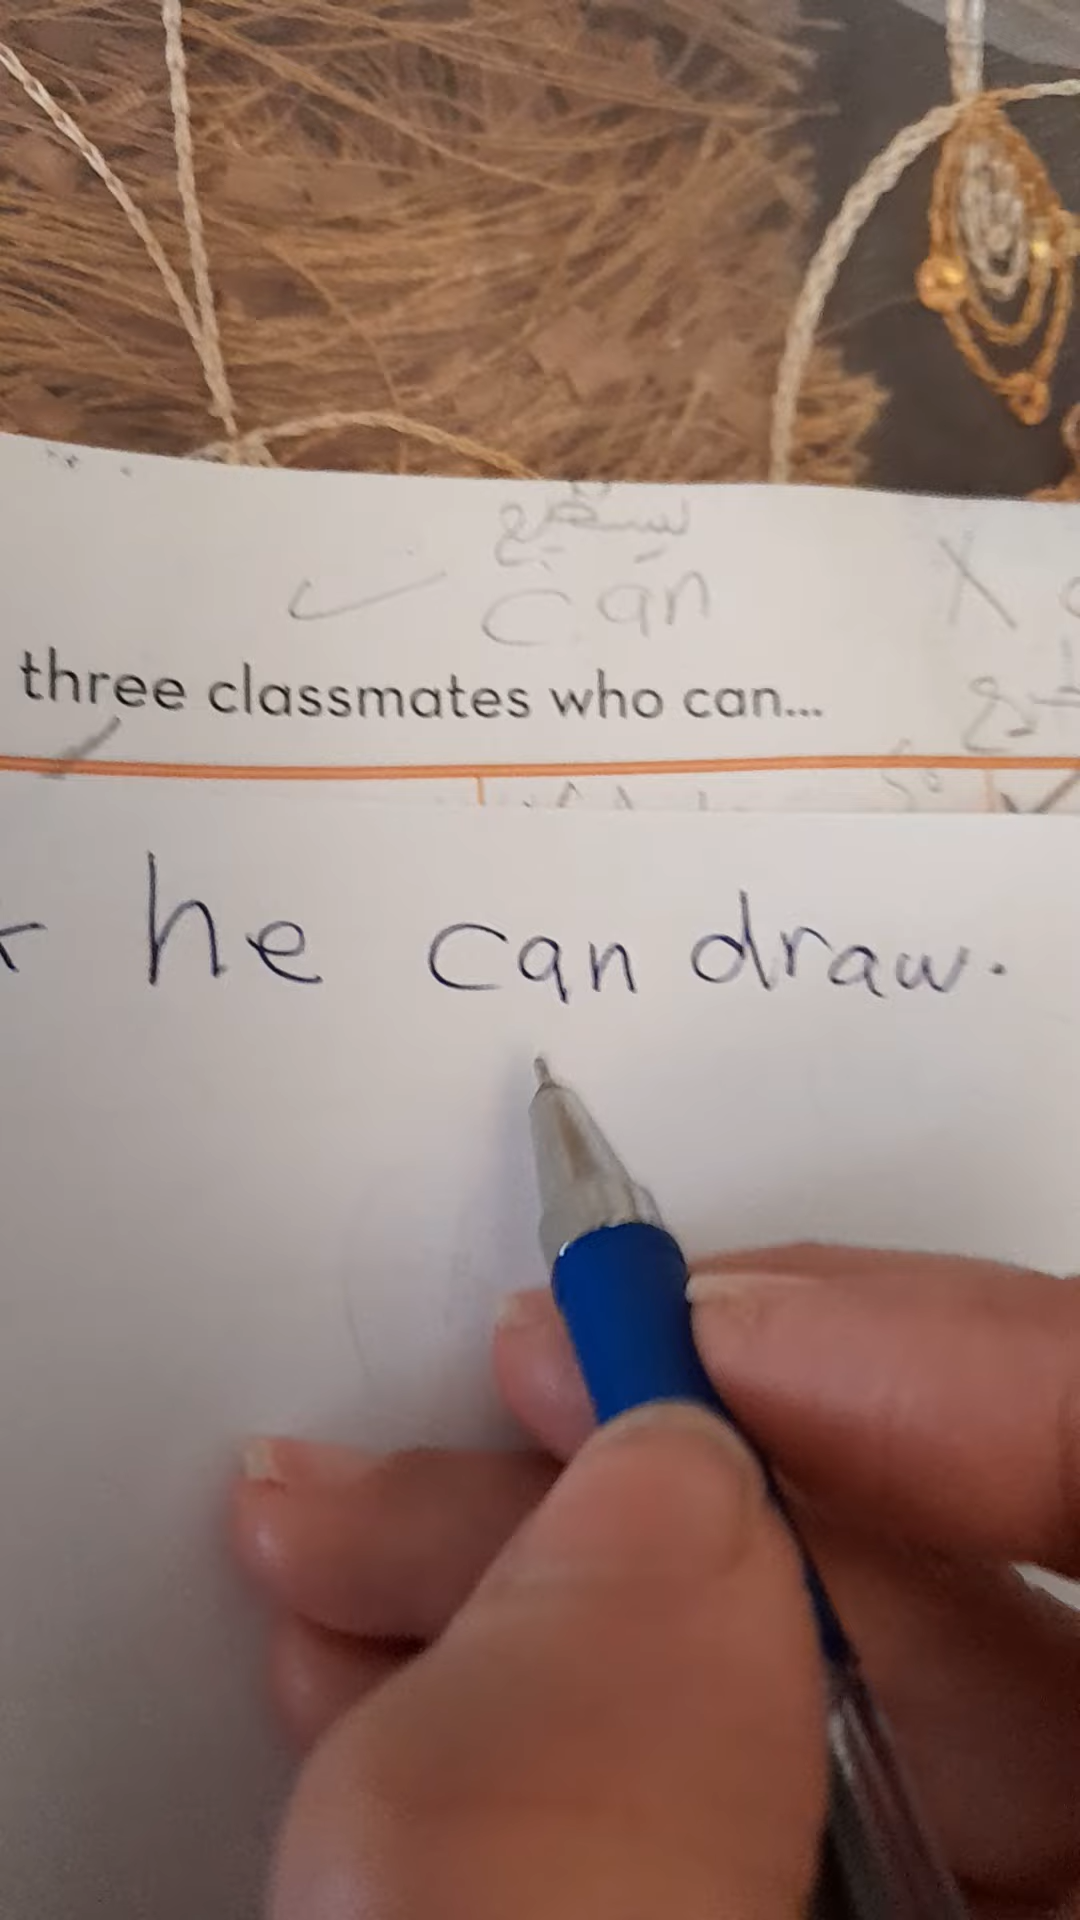 يستطيع
can X
three classmates who can...
he can draw.